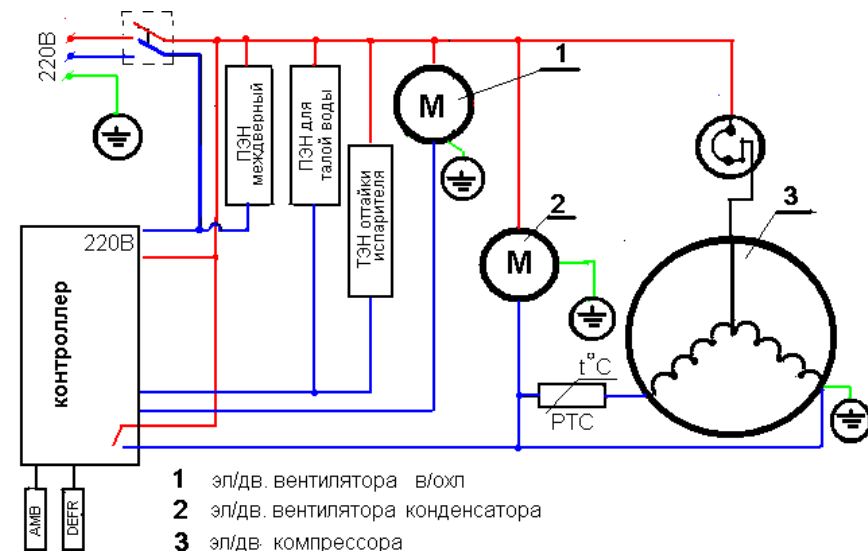 220В
ПЭН
междверный
ПЭН для
талой воды
ТЭН оттайки
испарителя
М
1
М
2
3
220В
контроллер
t°C
РТС
AMB
DEFR
1 эл/дв. вентилятора в/охл
2 эл/дв. вентилятора конденсатора
3 эл/дв. компрессора